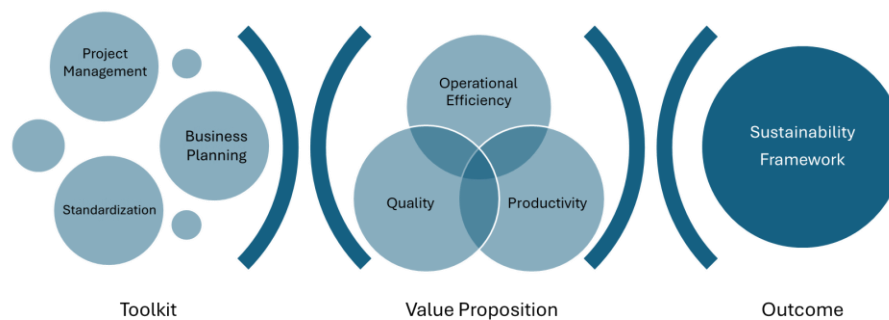 Project
Management
Business
Planning
Standardization
Operational
Efficiency
Quality
Productivity
Sustainability
Framework
Toolkit
Value Proposition
Outcome